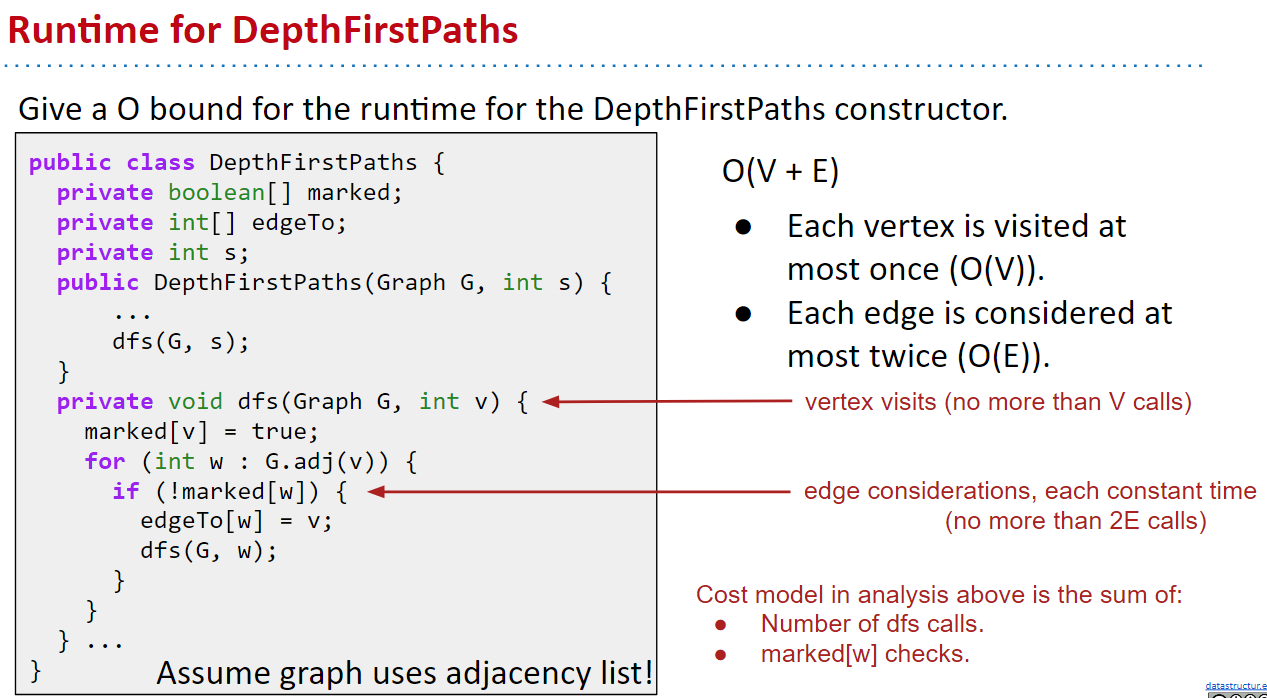 Runtime for DepthFirstPaths
Give a O bound for the runtime for the DepthFirstPaths constructor.
public class DepthFirstPaths {
private boolean[] marked;
private int[] edgeTo;
private int s;
public DepthFirstPaths(Graph G, int s) {
...
dfs(G, s);
}
private void dfs(Graph G, int v) {
marked[v] = true;
for (int w : G.adj(v)) {
if (!marked[w]) {
edgeTo[w] = v;
dfs(G, w);
}
}
} ...
}
Assume graph uses adjacency list!
O(V + E)
● Each vertex is visited at
most once (O(V)).
● Each edge is considered at
most twice (O(E)).
vertex visits (no more than V calls)
edge considerations, each constant time
(no more than 2E calls)
Cost model in analysis above is the sum of:
● Number of dfs calls.
● marked[w] checks.
datastructur.e